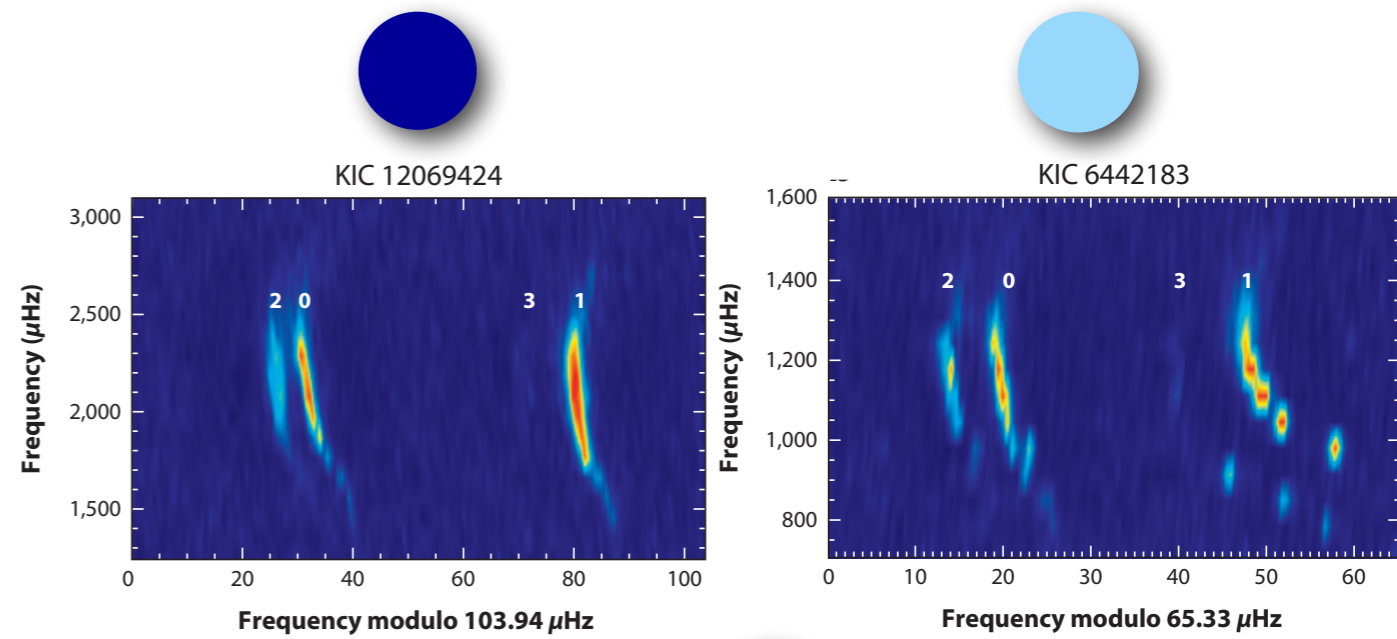 KIC 12069424
3,000
2,500
2,000
1,500
2 0 3 1
0 20 40 60 80 100
Frequency (μHz)
Frequency modulo 103.94 μHz
KIC 6442183
1,600
1,400
1,200
1,000
800
2 0 3 1
0 10 20 30 40 50 60
Frequency (μHz)
Frequency modulo 65.33 μHz